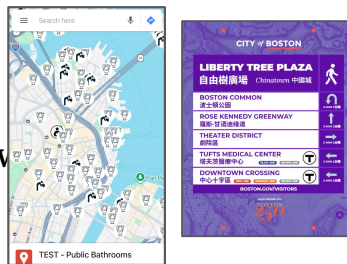 Search here
TEST - Public Bathrooms
CITY of BOSTON
LIBERTY TREE PLAZA
自由樹廣場 Chinatown 中國城
BOSTON COMMON
波士頓公園
ROSE KENNEDY GREENWAY
羅斯·甘迺迪綠道
THEATER DISTRICT
劇院區
TUFTS MEDICAL CENTER
塔夫茨醫療中心
T
DOWNTOWN CROSSING
中心十字區
T
BOSTON.GOV/VISITORS
BOSTON
250